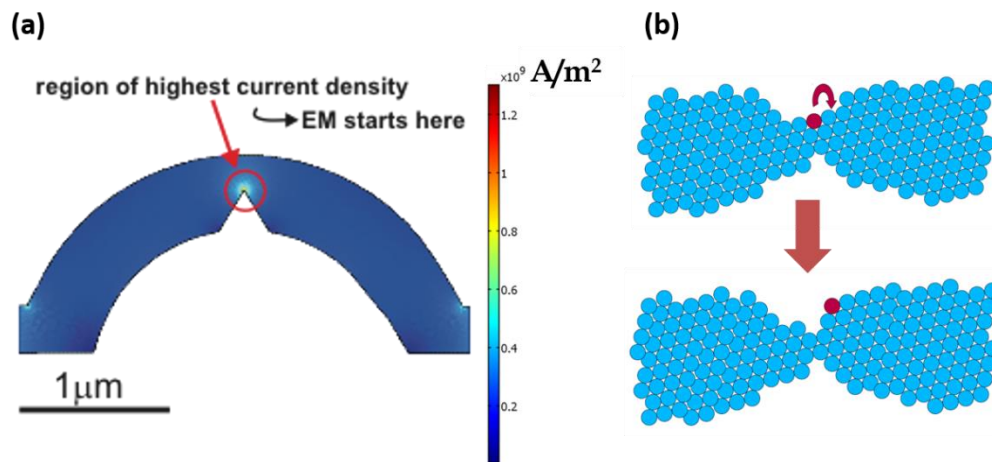 (a)
region of highest current density
EM starts here
×10⁹ A/m²
1.2
1
0.8
0.6
0.4
0.2
1μm
(b)